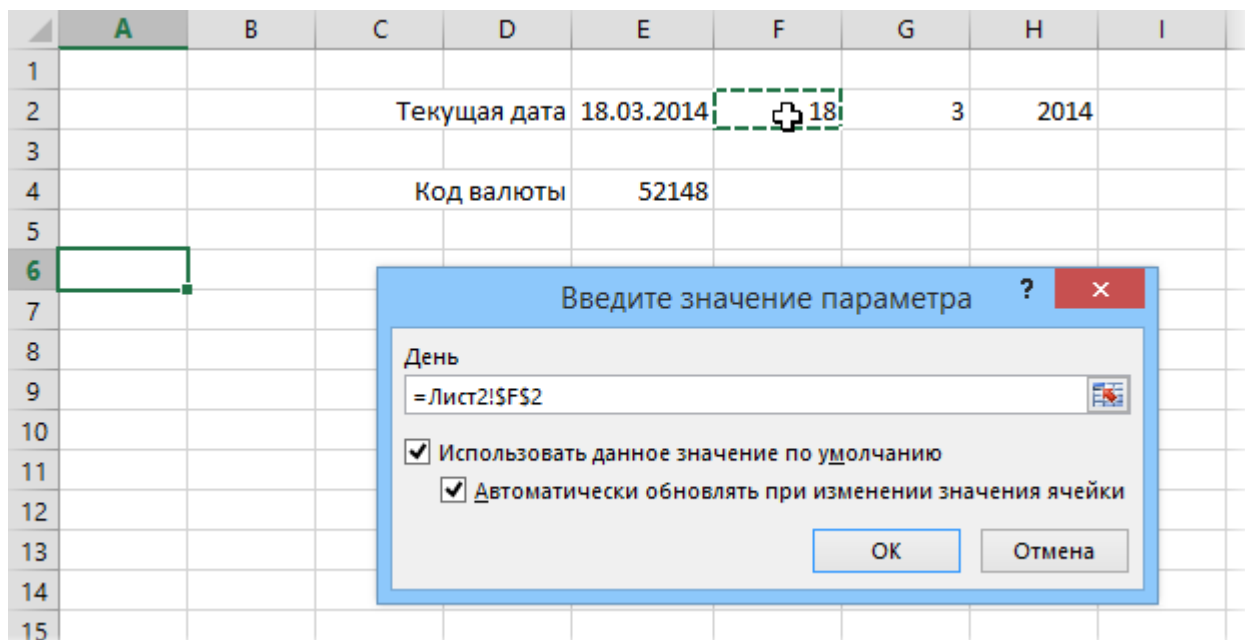 A B C D E F G H I
1
2 Текущая дата 18.03.2014 18 3 2014
3
4 Код валюты 52148
5
6
7
8
9
10
11
12
13
14
15
Введите значение параметра ? ×
День
=Лист2!$F$2
Использовать данное значение по умолчанию
Автоматически обновлять при изменении значения ячейки
ОК Отмена